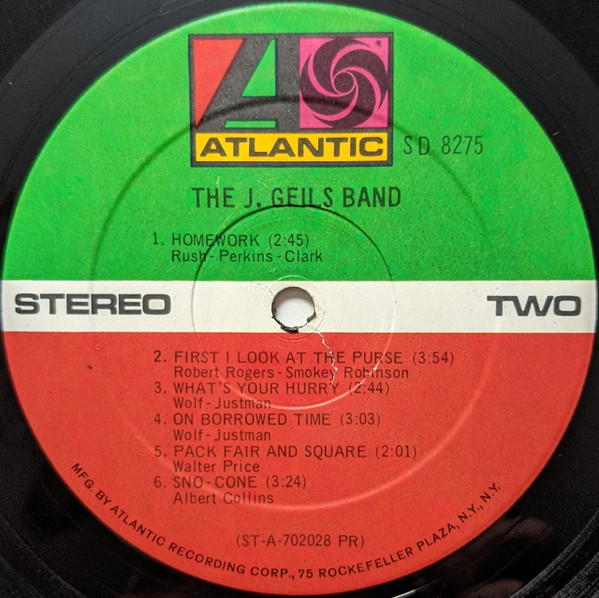 ATLANTIC
SD 8275
THE J. GEILS BAND
1. HOMEWORK (2:45)
Rush-Perkins-Clark
STEREO
TWO
2. FIRST I LOOK AT THE PURSE (3:54)
Robert Rogers-Smokey Robinson
3. WHAT'S YOUR HURRY (2:44)
Wolf-Justman
4. ON BORROWED TIME (3:03)
Wolf-Justman
5. PACK FAIR AND SQUARE (2:01)
Walter Price
6. SNO-CONE (3:24)
Albert Collins
(ST-A-702028 PR)
MFG. BY ATLANTIC RECORDING CORP., 75 ROCKEFELLER PLAZA, N.Y., N.Y.